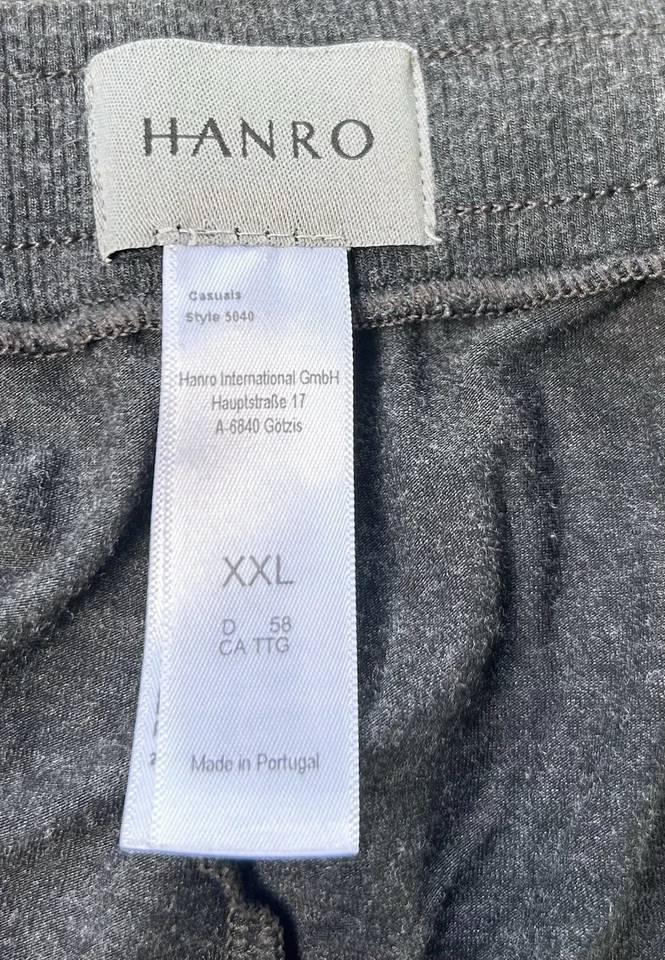 HANRO
Casuals
Style 5040
Hanro International GmbH
Hauptstraße 17
A-6840 Götzis
XXL
D 58
CA TTG
Made in Portugal